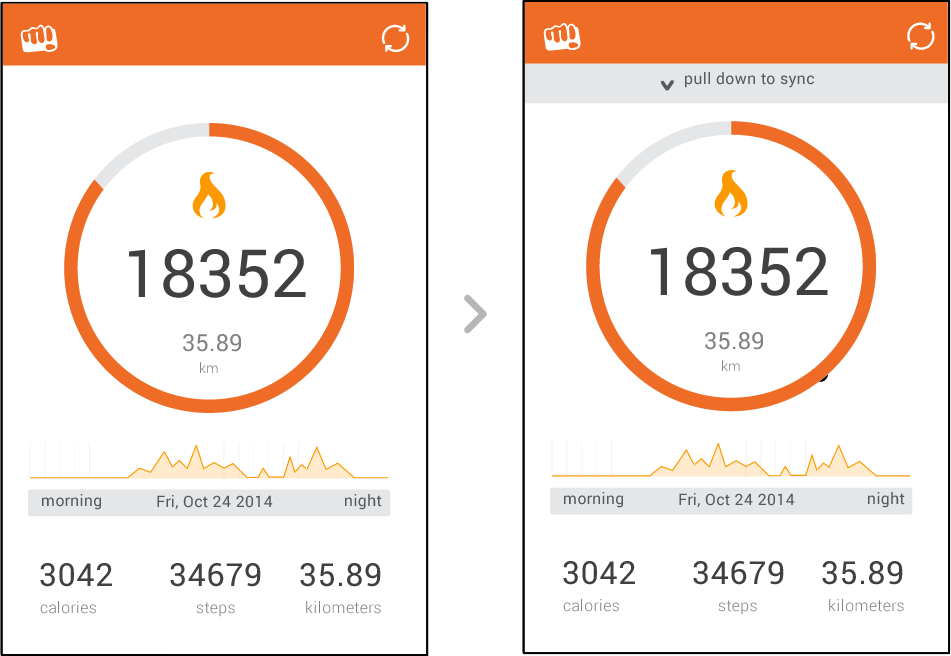 18352
35.89
km
morning Fri, Oct 24 2014 night
3042 34679 35.89
calories steps kilometers
pull down to sync
18352
35.89
km
morning Fri, Oct 24 2014 night
3042 34679 35.89
calories steps kilometers